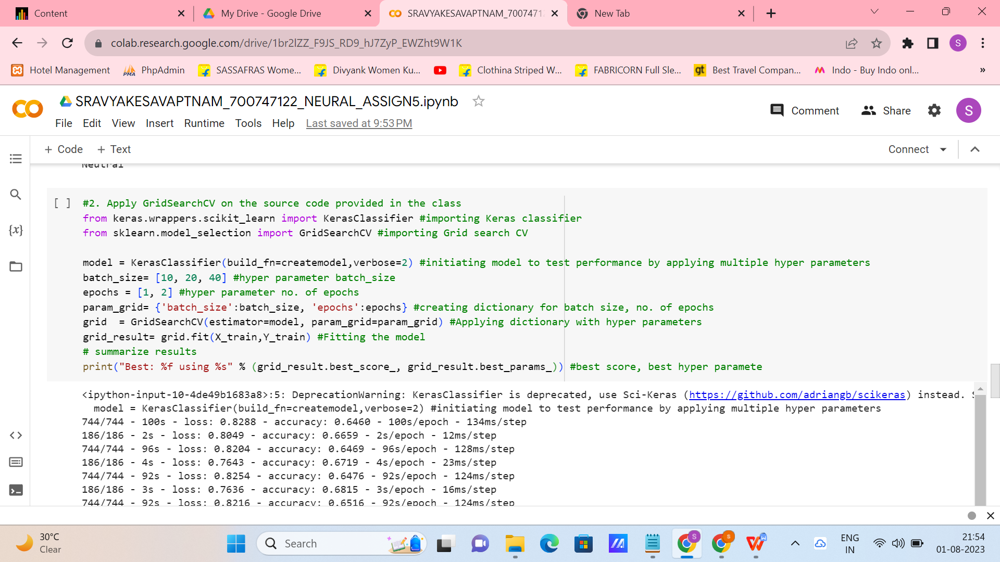 Content
My Drive - Google Drive
SRAVYAKESAVAPTNAM_7007471
New Tab
colab.research.google.com/drive/1br2lZZ_F9JS_RD9_hJ7ZyP_EWZht9W1K
S
Hotel Management
PMA
PhpAdmin
SASSAFRAS Wome...
Divyank Women Ku...
Clothina Striped W...
FABRICORN Full Sle...
gt
Best Travel Compan...
Indo - Buy Indo onl...
»
SRAVYAKESAVAPTNAM_700747122_NEURAL_ASSIGN5.ipynb
Comment
Share
S
File Edit View Insert Runtime Tools Help Last saved at 9:53 PM
+ Code + Text
Connect
Neutral
[ ] #2. Apply GridSearchCV on the source code provided in the class
from keras.wrappers.scikit_learn import KerasClassifier #importing Keras classifier
from sklearn.model_selection import GridSearchCV #importing Grid search CV
model = KerasClassifier(build_fn=createmodel,verbose=2) #initiating model to test performance by applying multiple hyper parameters
batch_size= [10, 20, 40] #hyper parameter batch_size
epochs = [1, 2] #hyper parameter no. of epochs
param_grid= {'batch_size':batch_size, 'epochs':epochs} #creating dictionary for batch size, no. of epochs
grid  = GridSearchCV(estimator=model, param_grid=param_grid) #Applying dictionary with hyper parameters
grid_result= grid.fit(X_train,Y_train) #Fitting the model
# summarize results
print("Best: %f using %s" % (grid_result.best_score_, grid_result.best_params_)) #best score, best hyper paramete
<ipython-input-10-4de49b1683a8>:5: DeprecationWarning: KerasClassifier is deprecated, use Sci-Keras (https://github.com/adriangb/scikeras) instead.
model = KerasClassifier(build_fn=createmodel,verbose=2) #initiating model to test performance by applying multiple hyper parameters
744/744 - 100s - loss: 0.8288 - accuracy: 0.6460 - 100s/epoch - 134ms/step
186/186 - 2s - loss: 0.8049 - accuracy: 0.6659 - 2s/epoch - 12ms/step
744/744 - 96s - loss: 0.8204 - accuracy: 0.6469 - 96s/epoch - 128ms/step
186/186 - 4s - loss: 0.7643 - accuracy: 0.6719 - 4s/epoch - 23ms/step
744/744 - 92s - loss: 0.8254 - accuracy: 0.6476 - 92s/epoch - 124ms/step
186/186 - 3s - loss: 0.7636 - accuracy: 0.6815 - 3s/epoch - 16ms/step
744/744 - 92s - loss: 0.8216 - accuracy: 0.6516 - 92s/epoch - 124ms/step
{x}
30°C
Clear
Search
S
S
ENG
IN
21:54
01-08-2023